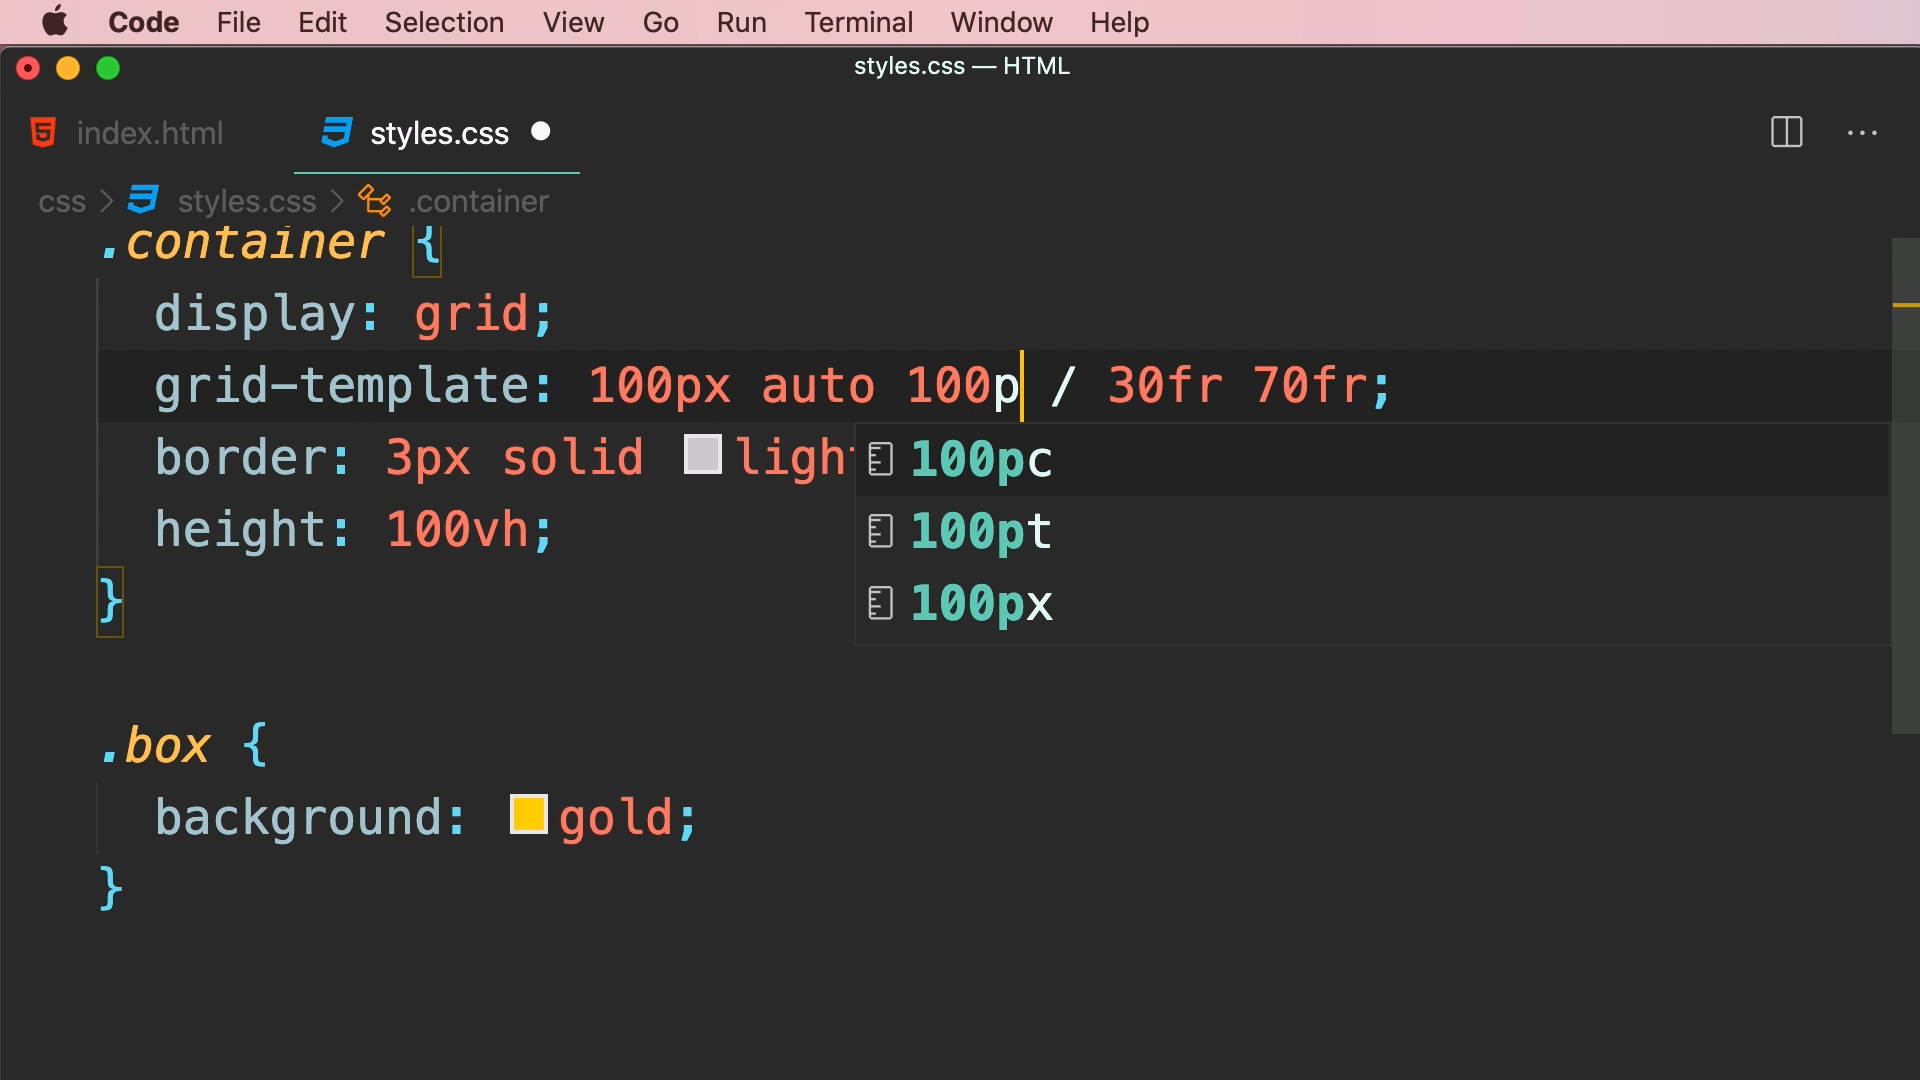 Code File Edit Selection View Go Run Terminal Window Help
styles.css — HTML
index.html styles.css
css > styles.css > .container
.container {
display: grid;
grid-template: 100px auto 100p / 30fr 70fr;
border: 3px solid ligh
100pc
height: 100vh;
100pt
}
100px
.box {
background: gold;
}